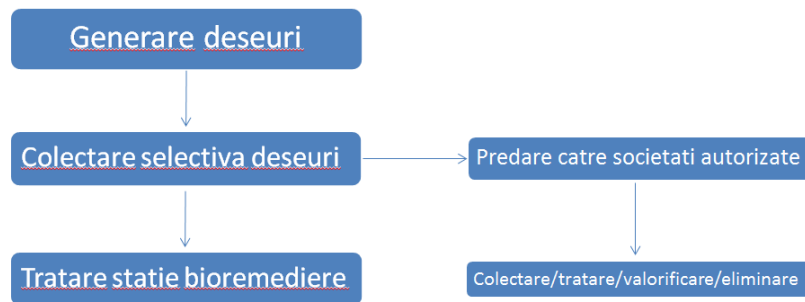 Generare deseuri
Colectare selectiva deseuri
Predare catre societati autorizate
Tratare statie bioremediere
Colectare/tratare/valorificare/eliminare